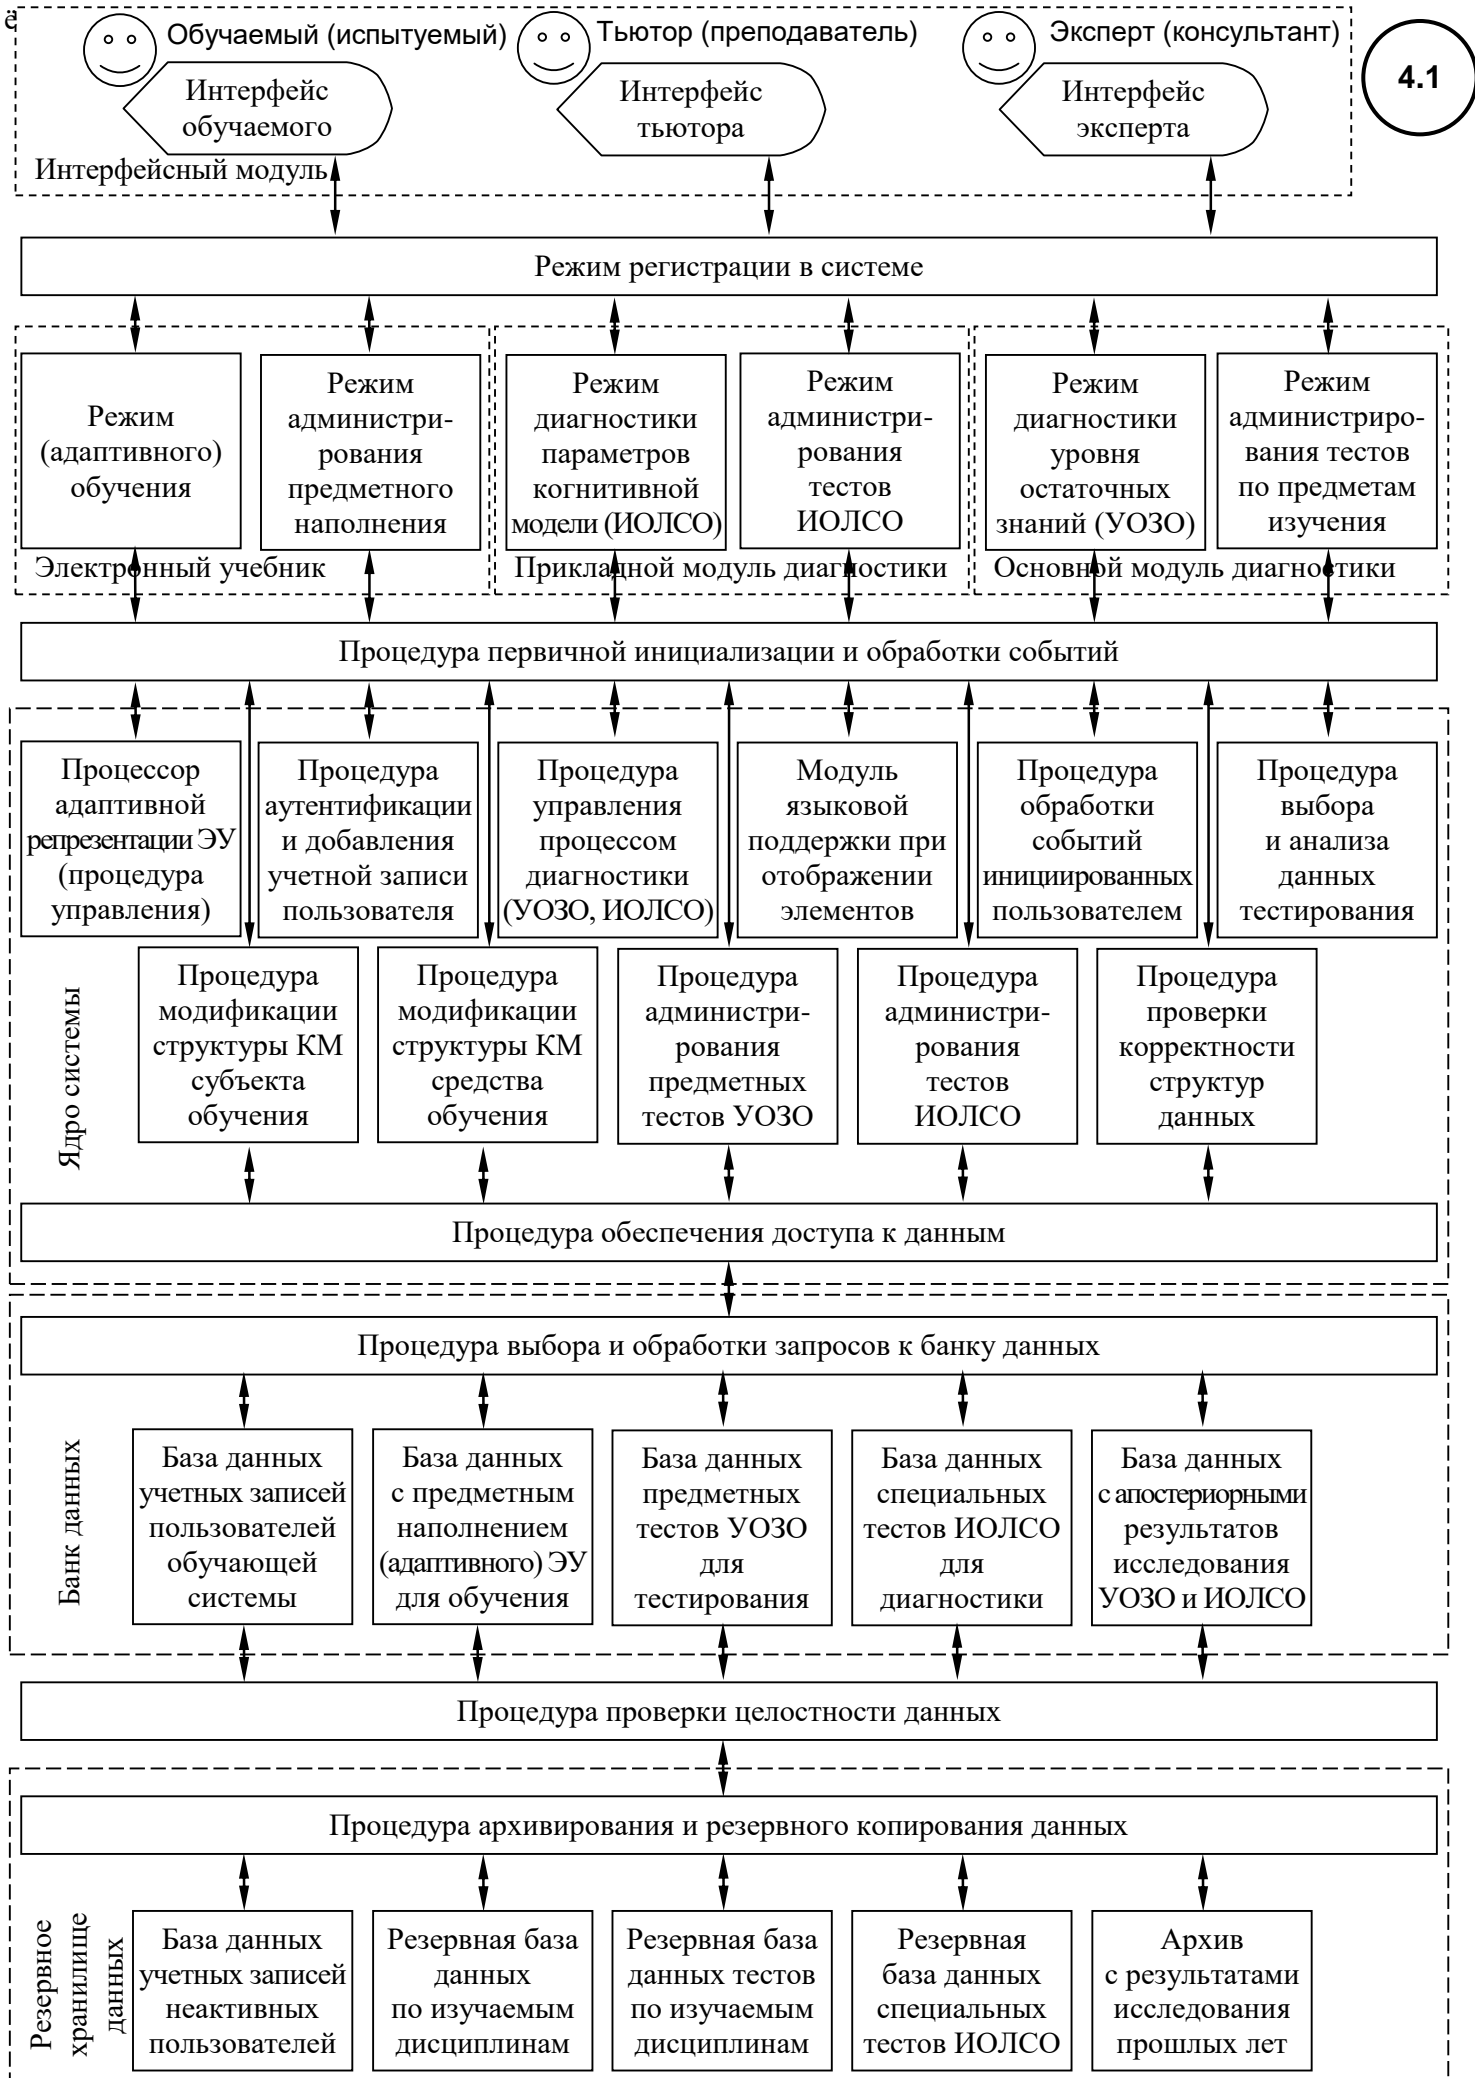 ё
Обучаемый (испытуемый)
Тьютор (преподаватель)
Эксперт (консультант)
4.1
Интерфейс
обучаемого
Интерфейс
тьютора
Интерфейс
эксперта
Интерфейсный модуль
Режим регистрации в системе
Режим
(адаптивного)
обучения
Режим
администри-
рования
предметного
наполнения
Режим
диагностики
параметров
когнитивной
модели (ИОЛСО)
Режим
администри-
рования
тестов
ИОЛСО
Режим
диагностики
уровня
остаточных
знаний (УОЗО)
Режим
администриро-
вания тестов
по предметам
изучения
Электронный учебник
Прикладной модуль диагностики
Основной модуль диагностики
Процедура первичной инициализации и обработки событий
Процессор
адаптивной
репрезентации ЭУ
(процедура
управления)
Процедура
аутентификации
и добавления
учетной записи
пользователя
Процедура
управления
процессом
диагностики
(УОЗО, ИОЛСО)
Модуль
языковой
поддержки при
отображении
элементов
Процедура
обработки
событий
инициированных
пользователем
Процедура
выбора
и анализа
данных
тестирования
Ядро системы
Процедура
модификации
структуры КМ
субъекта
обучения
Процедура
модификации
структуры КМ
средства
обучения
Процедура
администри-
рования
предметных
тестов УОЗО
Процедура
администри-
рования
тестов
ИОЛСО
Процедура
проверки
корректности
структур
данных
Процедура обеспечения доступа к данным
Процедура выбора и обработки запросов к банку данных
Банк данных
База данных
учетных записей
пользователей
обучающей
системы
База данных
с предметным
наполнением
(адаптивного) ЭУ
для обучения
База данных
предметных
тестов УОЗО
для
тестирования
База данных
специальных
тестов ИОЛСО
для
диагностики
База данных
с апостериорными
результатов
исследования
УОЗО и ИОЛСО
Процедура проверки целостности данных
Процедура архивирования и резервного копирования данных
Резервное
хранилище
данных
База данных
учетных записей
неактивных
пользователей
Резервная база
данных
по изучаемым
дисциплинам
Резервная база
данных тестов
по изучаемым
дисциплинам
Резервная
база данных
специальных
тестов ИОЛСО
Архив
с результатами
исследования
прошлых лет